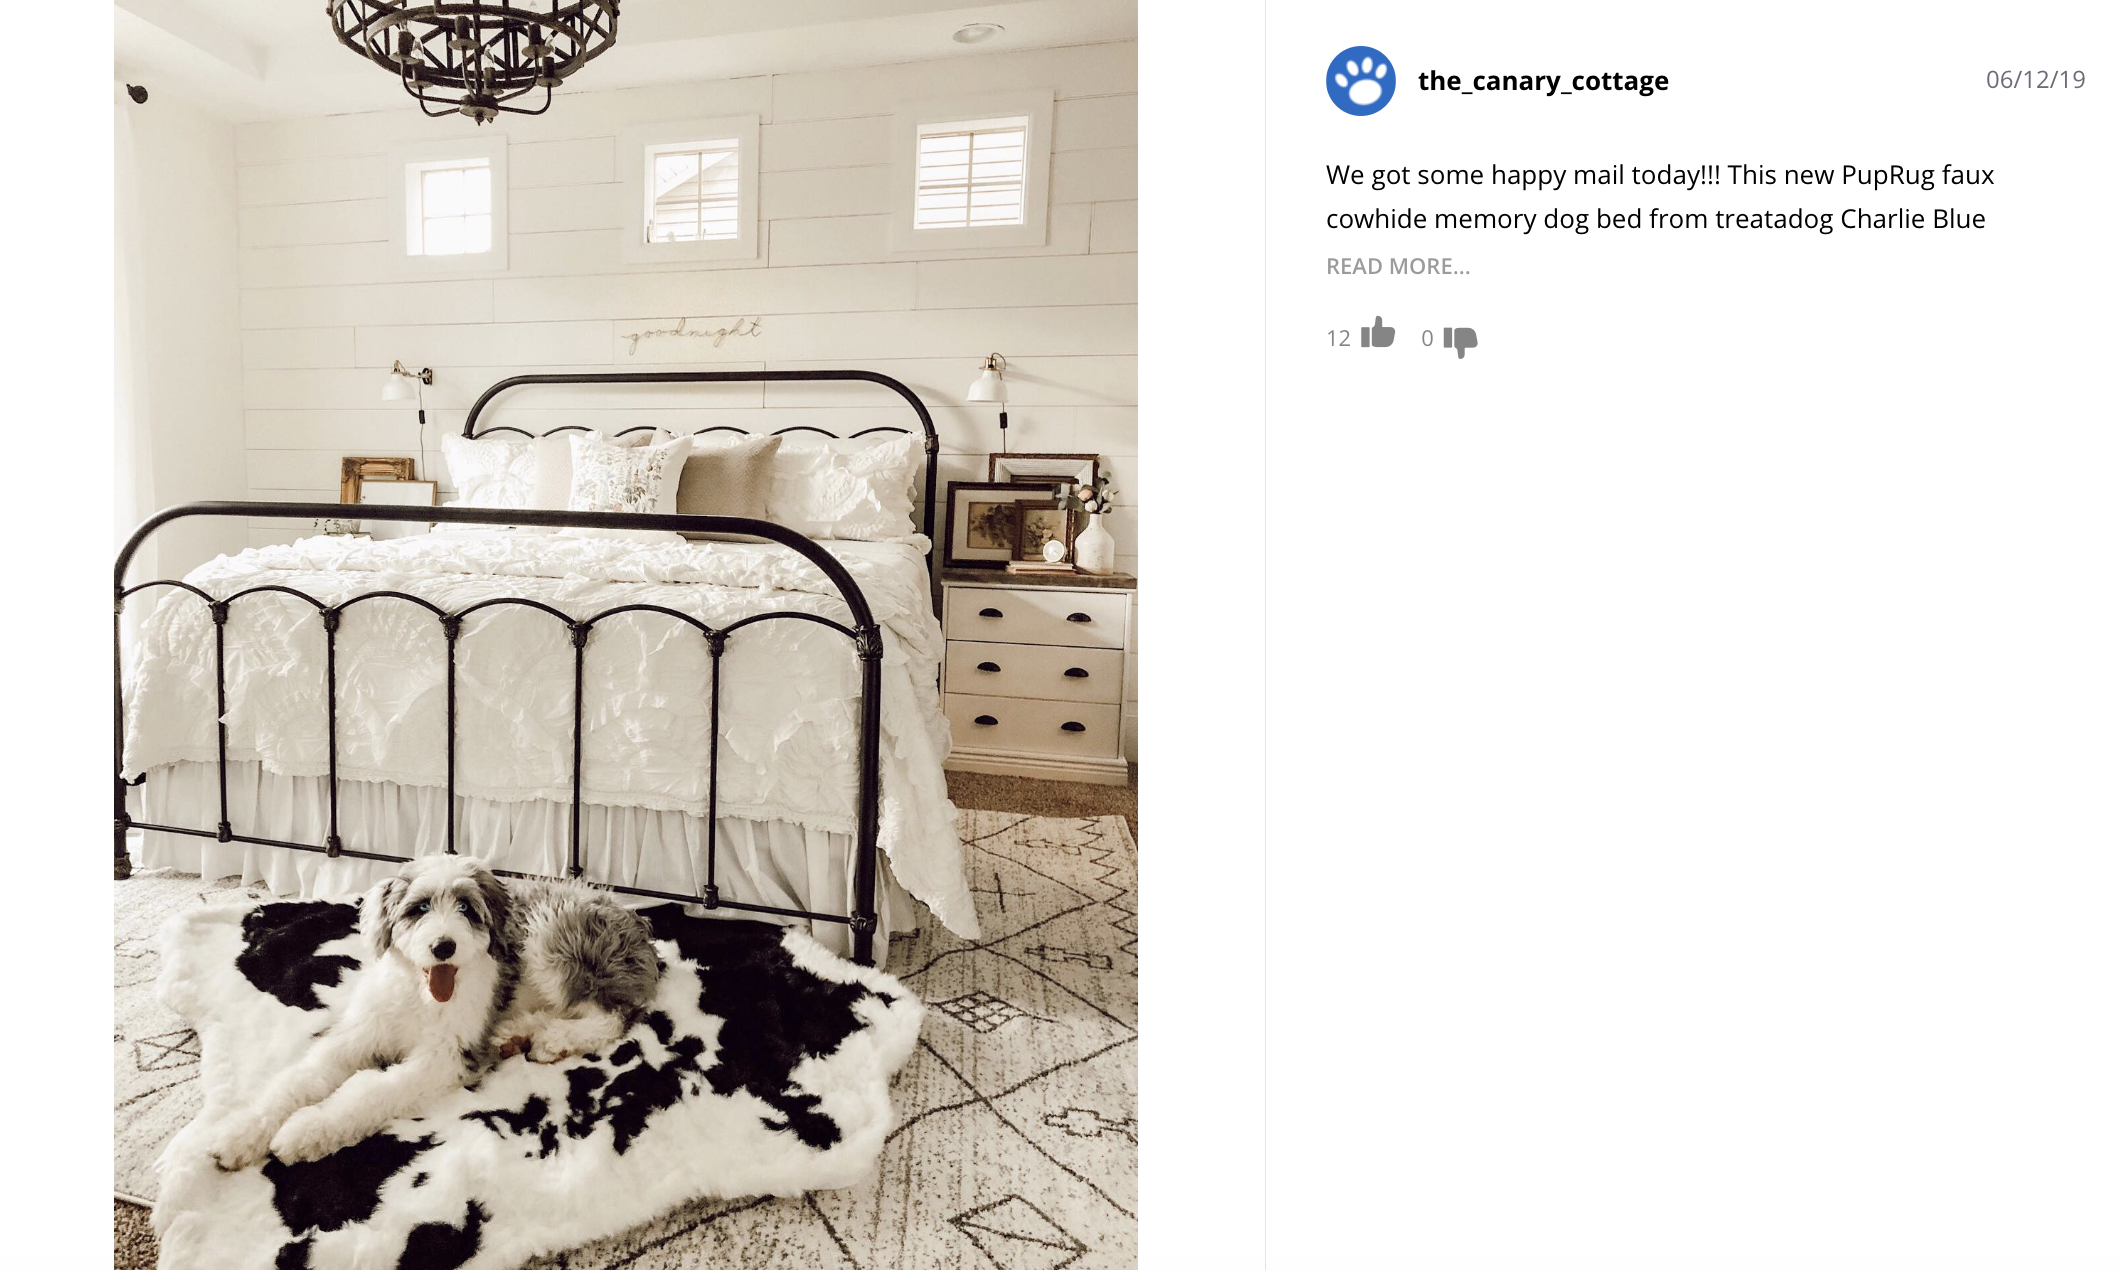 goodnight
the_canary_cottage
06/12/19
We got some happy mail today!!! This new PupRug faux
cowhide memory dog bed from treatadog Charlie Blue
READ MORE...
12
0